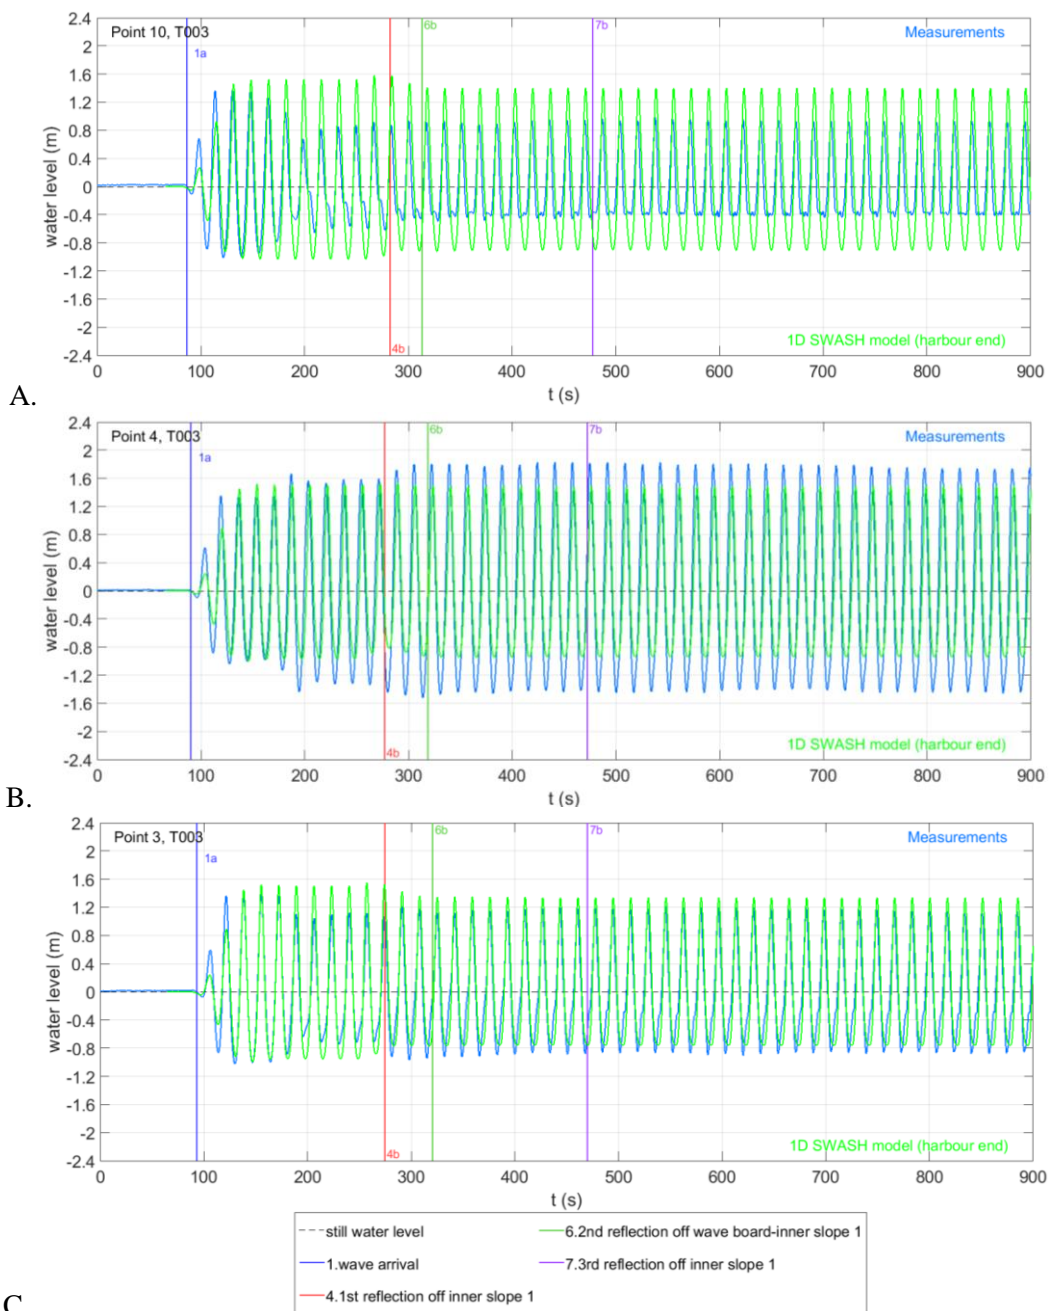 2.4
Point 10, T003
6b
7b
Measurements
2
1a
1.6
1.2
0.8
0.4
0
-0.4
-0.8
-1.2
-1.6
-2
1D SWASH model (harbour end)
4b
-2.4
water level (m)
0 100 200 300 400 500 600 700 800 900
t (s)
A.
2.4
Point 4, T003
6b
7b
Measurements
2
1a
1.6
1.2
0.8
0.4
0
-0.4
-0.8
-1.2
-1.6
-2
1D SWASH model (harbour end)
4b
-2.4
water level (m)
0 100 200 300 400 500 600 700 800 900
t (s)
B.
2.4
Point 3, T003
6b
7b
Measurements
2
1a
1.6
1.2
0.8
0.4
0
-0.4
-0.8
-1.2
-1.6
-2
1D SWASH model (harbour end)
4b
-2.4
water level (m)
0 100 200 300 400 500 600 700 800 900
t (s)
still water level
6.2nd reflection off wave board-inner slope 1
1.wave arrival
7.3rd reflection off inner slope 1
4.1st reflection off inner slope 1
C